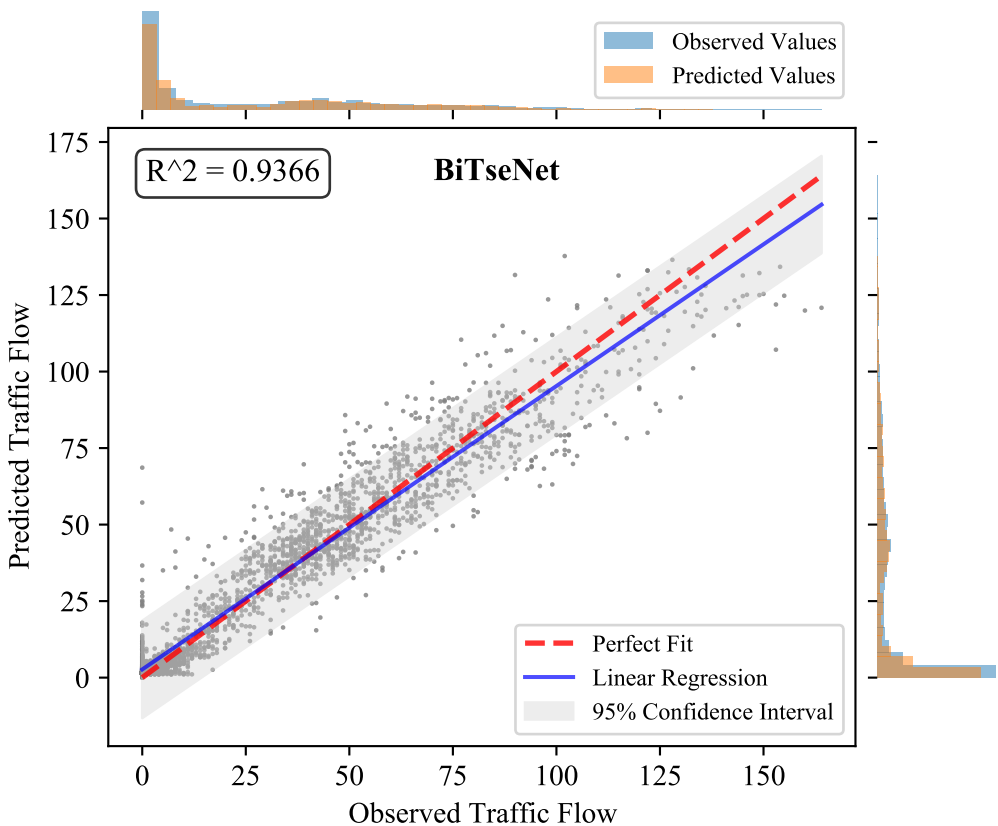 Observed Values
Predicted Values
R^2 = 0.9366
BiTseNet
175
150
125
100
75
50
25
0
Predicted Traffic Flow
Perfect Fit
Linear Regression
95% Confidence Interval
0 25 50 75 100 125 150
Observed Traffic Flow